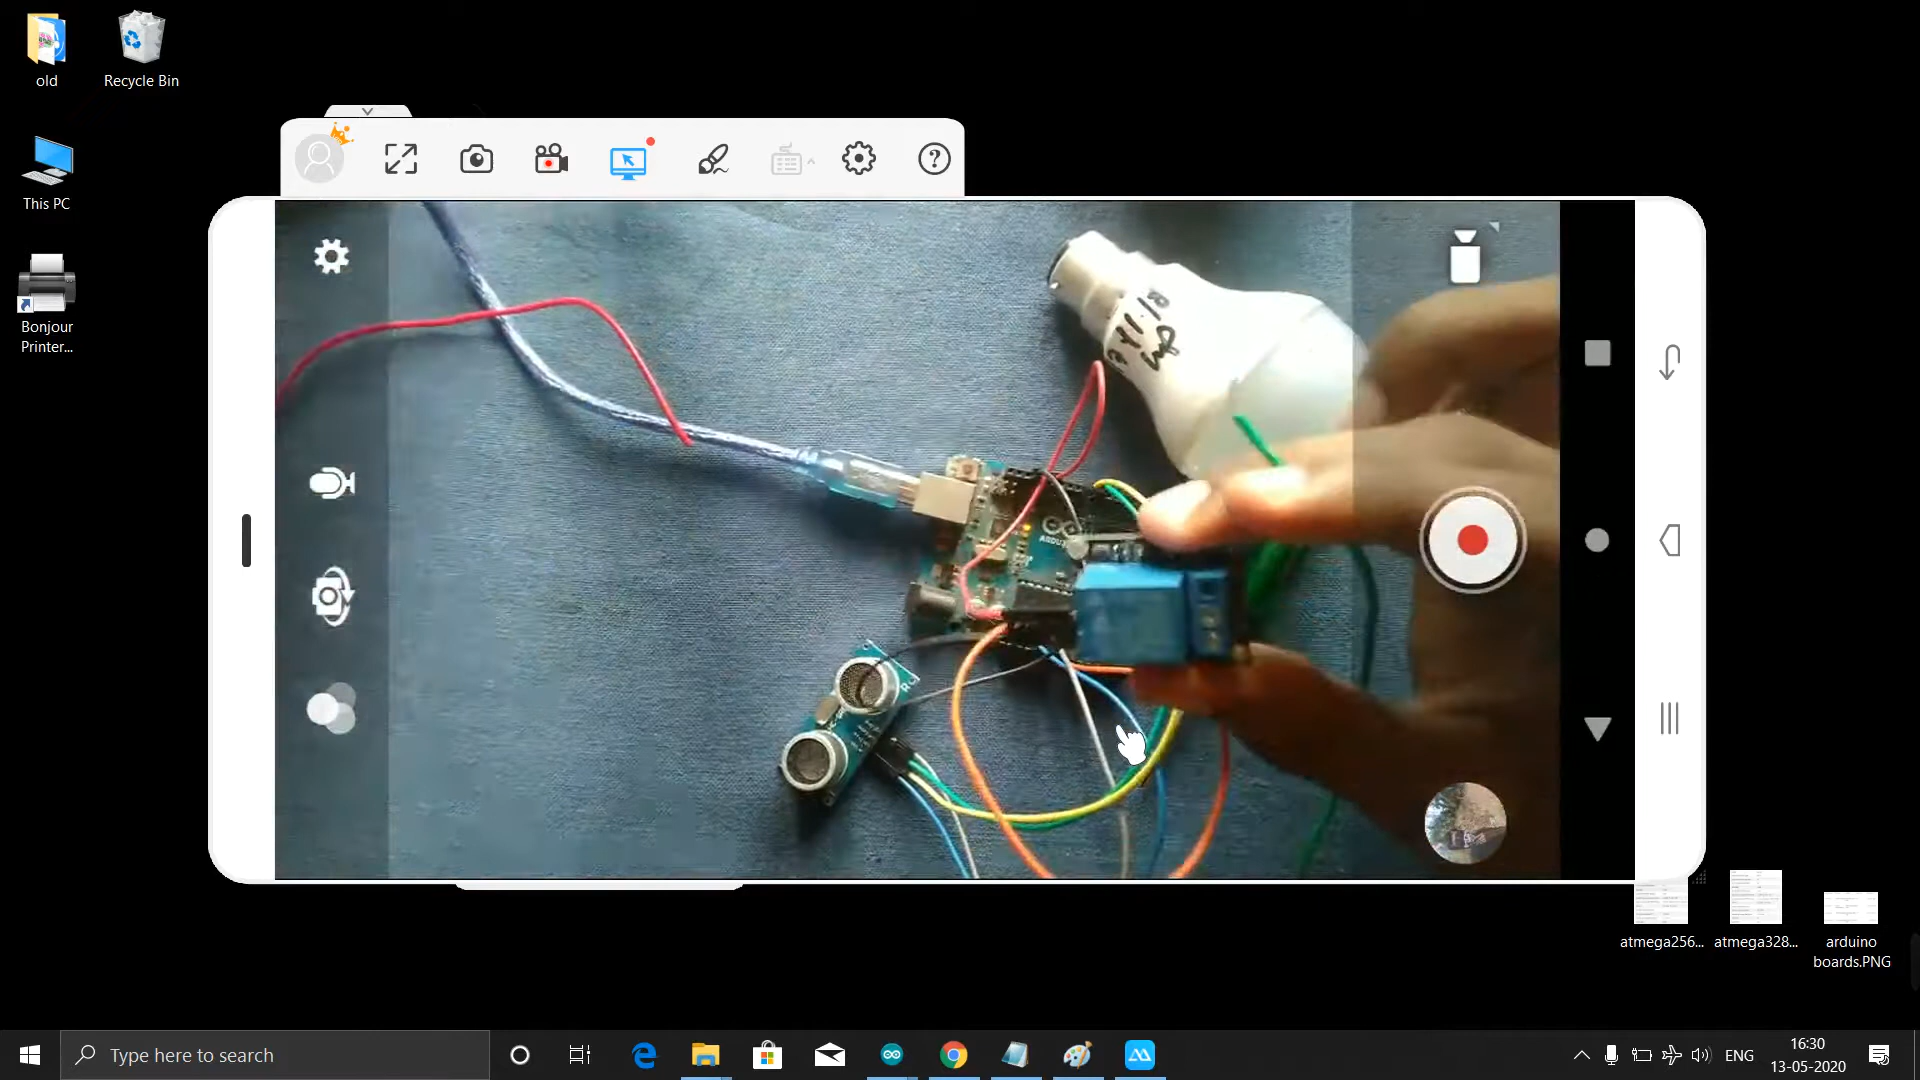 old
Recycle Bin
This PC
Bonjour
Printer...
ARDU
atmega256...
atmega328...
arduino
boards.PNG
Type here to search
ENG
16:30
13-05-2020